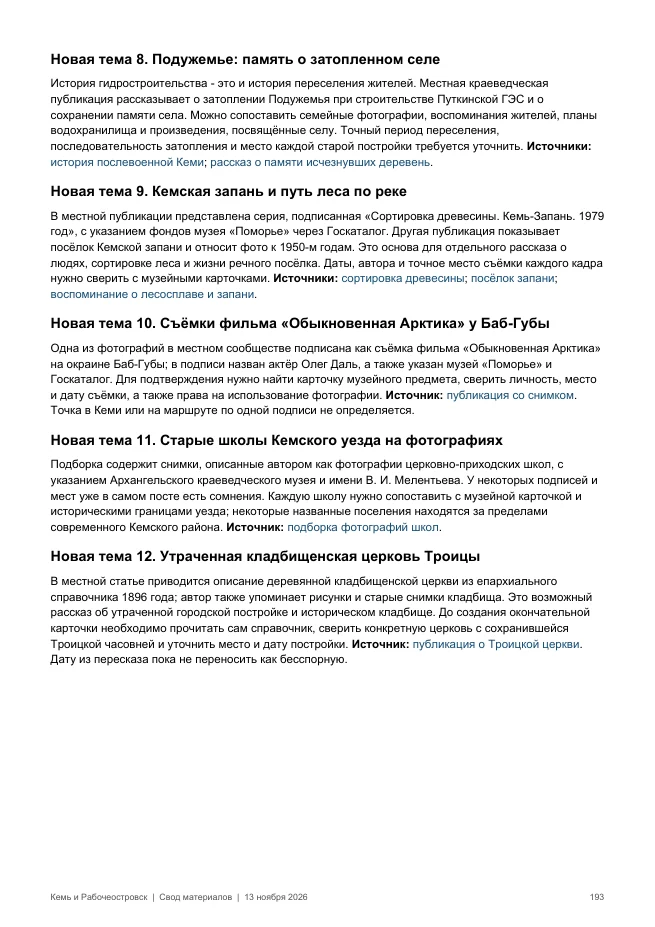 Новая тема 8. Подужемье: память о затопленном селе
История гидростроительства - это и история переселения жителей. Местная краеведческая
публикация рассказывает о затоплении Подужемья при строительстве Путкинской ГЭС и о
сохранении памяти села. Можно сопоставить семейные фотографии, воспоминания жителей, планы
водохранилища и произведения, посвящённые селу. Точный период переселения,
последовательность затопления и место каждой старой постройки требуется уточнить. Источники:
история послевоенной Кеми; рассказ о памяти исчезнувших деревень.
Новая тема 9. Кемская запань и путь леса по реке
В местной публикации представлена серия, подписанная «Сортировка древесины. Кемь-Запань. 1979
год», с указанием фондов музея «Поморье» через Госкаталог. Другая публикация показывает
посёлок Кемской запани и относит фото к 1950-м годам. Это основа для отдельного рассказа о
людях, сортировке леса и жизни речного посёлка. Даты, автора и точное место съёмки каждого кадра
нужно сверить с музейными карточками. Источники: сортировка древесины; посёлок запани;
воспоминание о лесосплаве и запани.
Новая тема 10. Съёмки фильма «Обыкновенная Арктика» у Баб-Губы
Одна из фотографий в местном сообществе подписана как съёмка фильма «Обыкновенная Арктика»
на окраине Баб-Губы; в подписи назван актёр Олег Даль, а также указан музей «Поморье» и
Госкаталог. Для подтверждения нужно найти карточку музейного предмета, сверить личность, место
и дату съёмки, а также права на использование фотографии. Источник: публикация со снимком.
Точка в Кеми или на маршруте по одной подписи не определяется.
Новая тема 11. Старые школы Кемского уезда на фотографиях
Подборка содержит снимки, описанные автором как фотографии церковно-приходских школ, с
указанием Архангельского краеведческого музея и имени В. И. Мелентьева. У некоторых подписей и
мест уже в самом посте есть сомнения. Каждую школу нужно сопоставить с музейной карточкой и
историческими границами уезда; некоторые названные поселения находятся за пределами
современного Кемского района. Источник: подборка фотографий школ.
Новая тема 12. Утраченная кладбищенская церковь Троицы
В местной статье приводится описание деревянной кладбищенской церкви из епархиального
справочника 1896 года; автор также упоминает рисунки и старые снимки кладбища. Это возможный
рассказ об утраченной городской постройке и историческом кладбище. До создания окончательной
карточки необходимо прочитать сам справочник, сверить конкретную церковь с сохранившейся
Троицкой часовней и уточнить место и дату постройки. Источник: публикация о Троицкой церкви.
Дату из пересказа пока не переносить как бесспорную.
Кемь и Рабочеостровск | Свод материалов | 13 ноября 2026
193